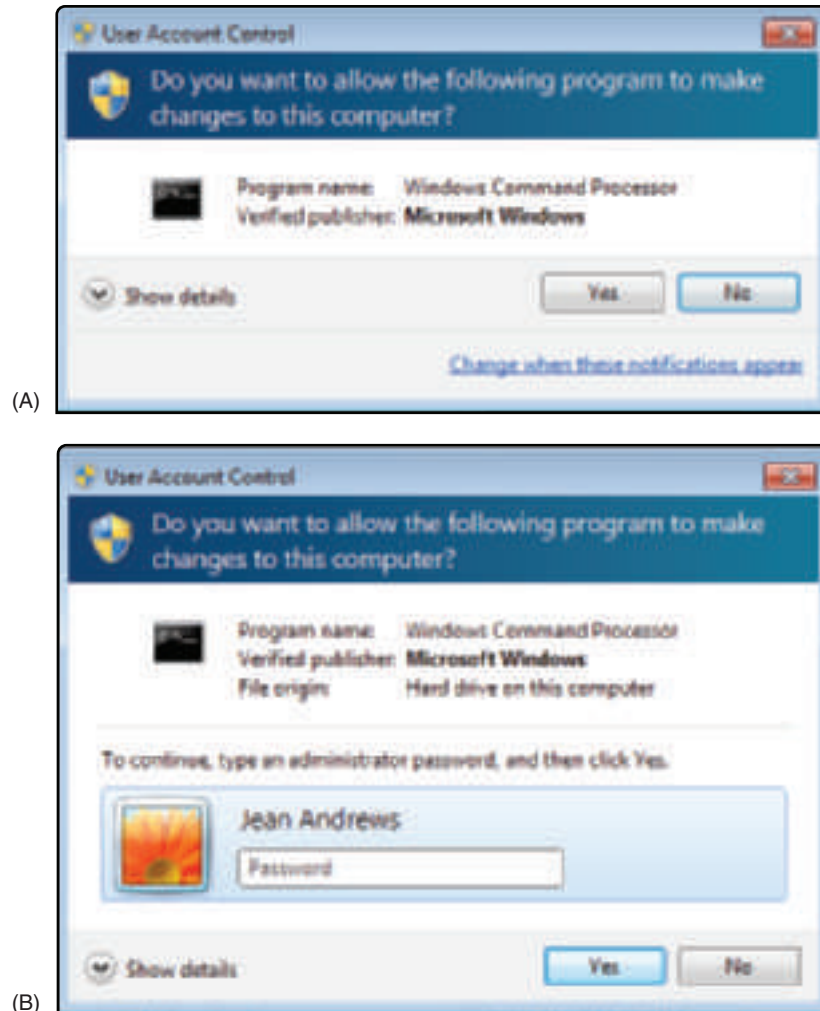 User Account Control
Do you want to allow the following program to make
changes to this computer?
Program name: Windows Command Processor
Verified publisher: Microsoft Windows
Show details
Yes
No
Change when these notifications appear
(A)
User Account Control
Do you want to allow the following program to make
changes to this computer?
Program name: Windows Command Processor
Verified publisher: Microsoft Windows
File origin: Hard drive on this computer
To continue, type an administrator password, and then click Yes.
Jean Andrews
Password
Show details
Yes
No
(B)